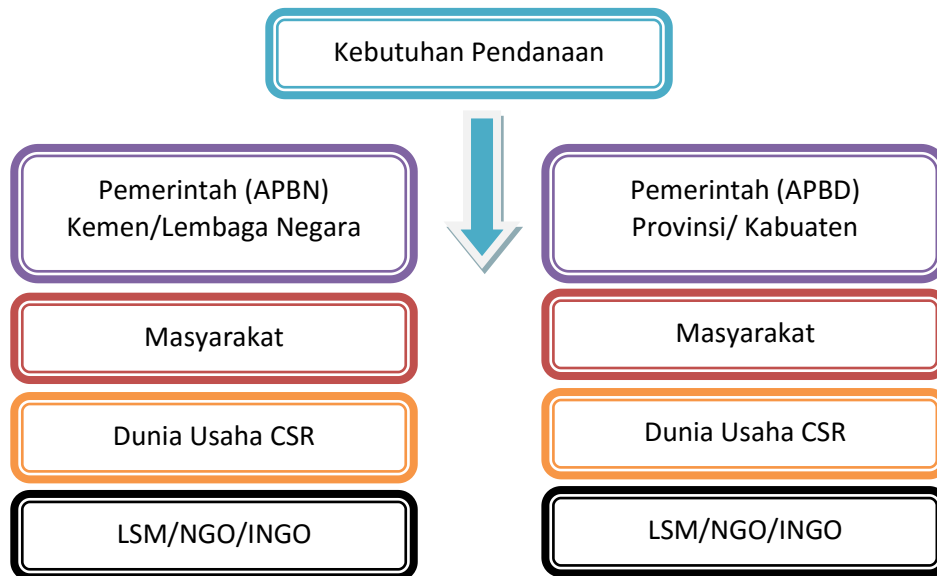 Kebutuhan Pendanaan
Pemerintah (APBN)
Kemen/Lembaga Negara
Masyarakat
Dunia Usaha CSR
LSM/NGO/INGO
Pemerintah (APBD)
Provinsi/ Kabuaten
Masyarakat
Dunia Usaha CSR
LSM/NGO/INGO